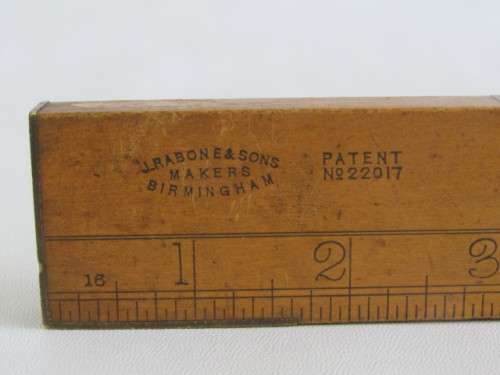 J. RABONE & SONS
MAKERS
BIRMINGHAM
PATENT
No 22017
16 1 2 3